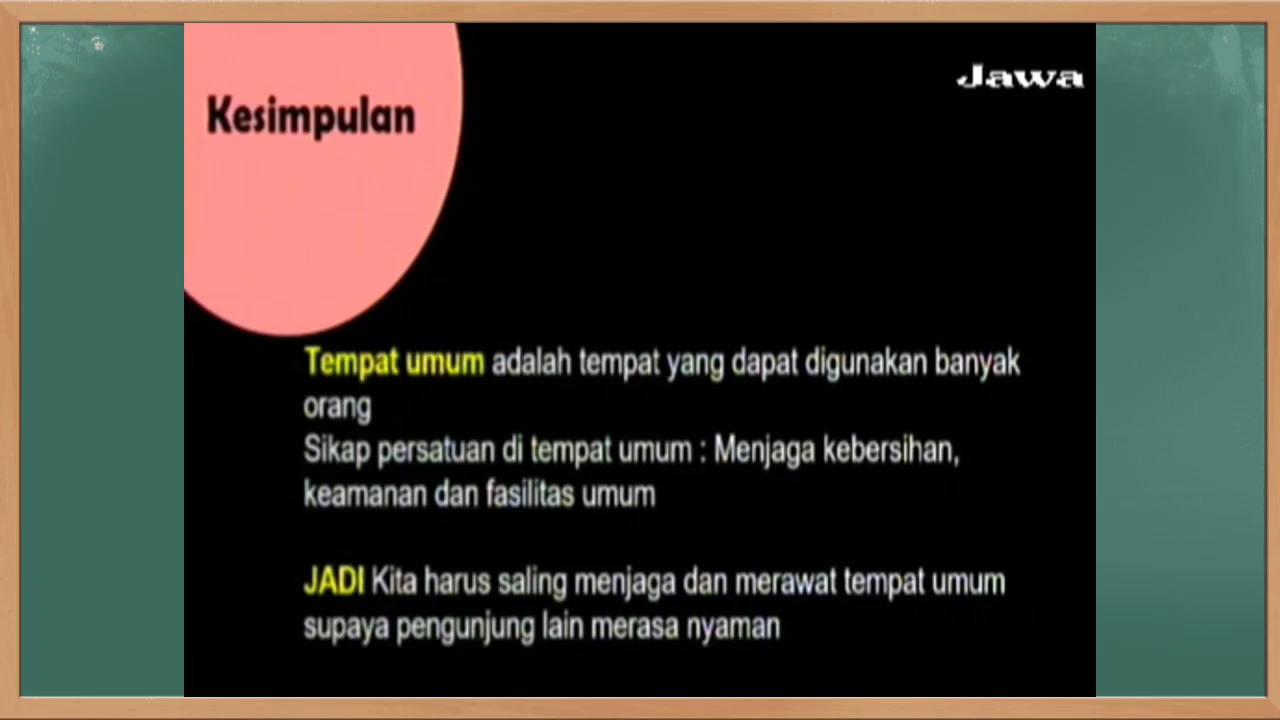 Jawa
Kesimpulan
Tempat umum adalah tempat yang dapat digunakan banyak
orang
Sikap persatuan di tempat umum : Menjaga kebersihan,
keamanan dan fasilitas umum
JADI Kita harus saling menjaga dan merawat tempat umum
supaya pengunjung lain merasa nyaman